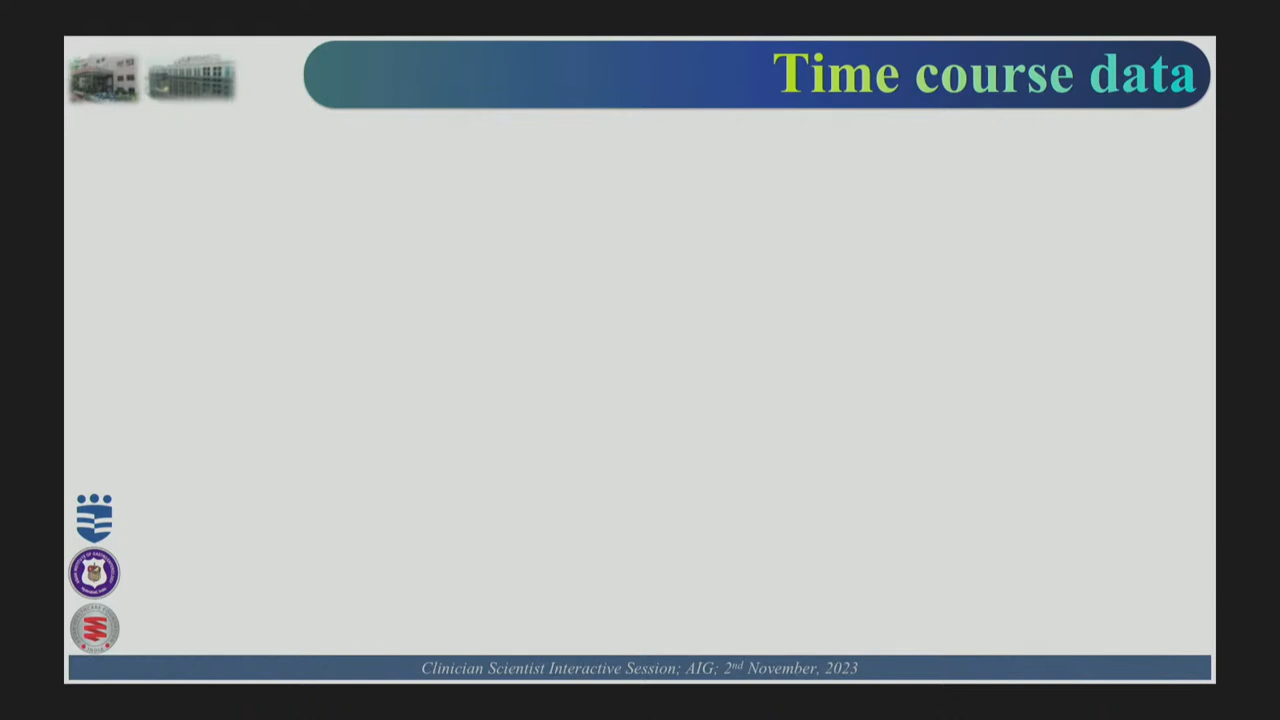 Time course data
Clinician Scientist Interactive Session; AIG; 2nd November, 2023